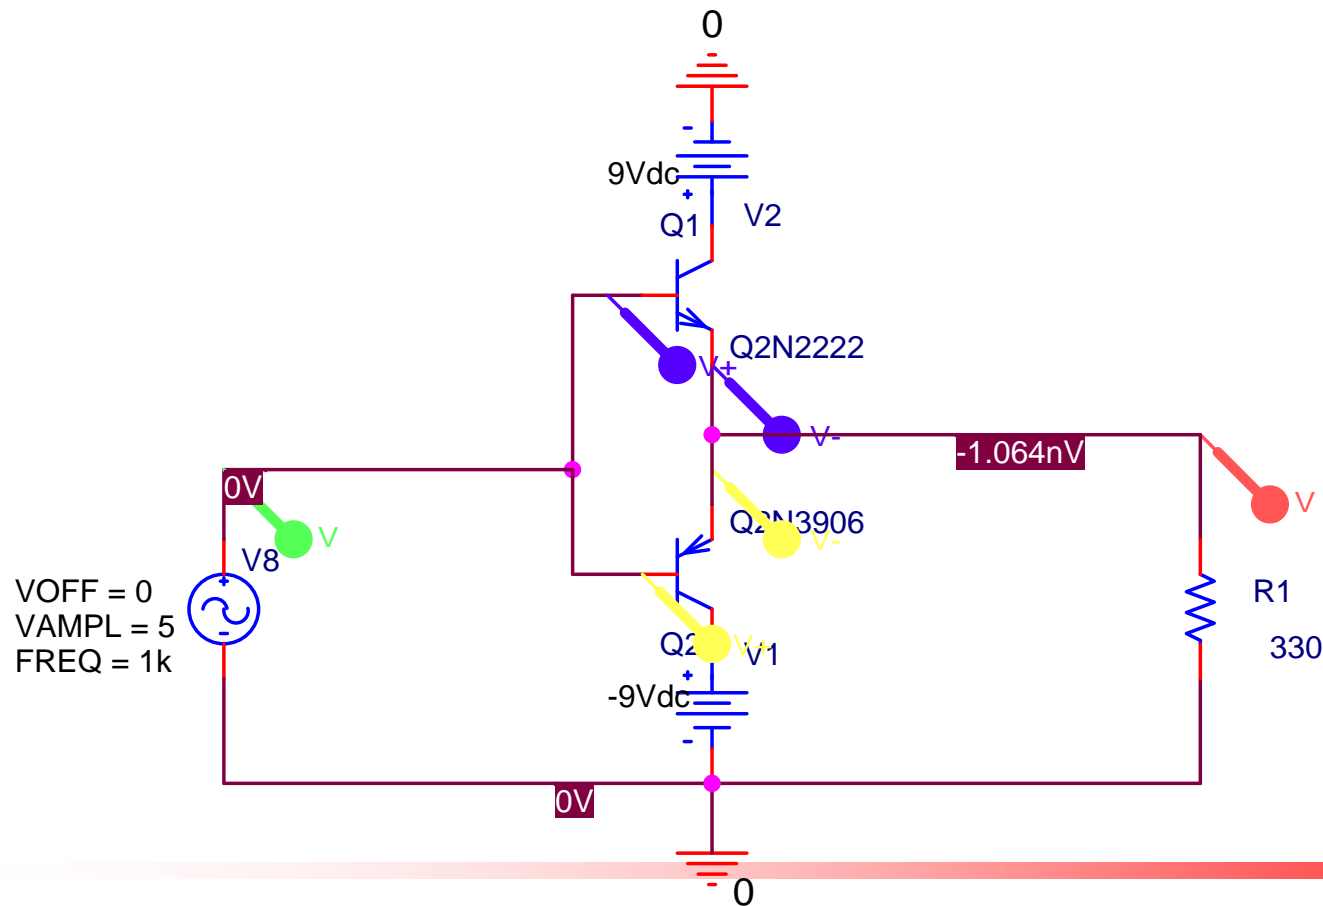 0
-
9Vdc
+
V2
Q1
V+
Q2N2222
V-
-1.064nV
0V
V
V
V8
Q2N3906
V-
VOFF = 0
VAMPL = 5
FREQ = 1k
+
-
R1
330
Q2
V+
V1
+
-9Vdc
-
0V
0